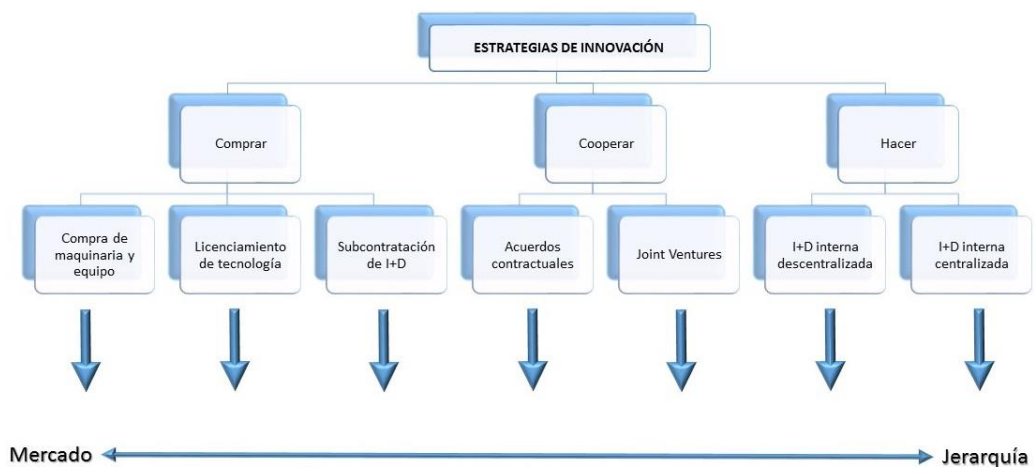 ESTRATEGIAS DE INNOVACIÓN
Comprar
Cooperar
Hacer
Compra de
maquinaria y
equipo
Licenciamiento
de tecnología
Subcontratación
de I+D
Acuerdos
contractuales
Joint Ventures
I+D interna
descentralizada
I+D interna
centralizada
Mercado
Jerarquía